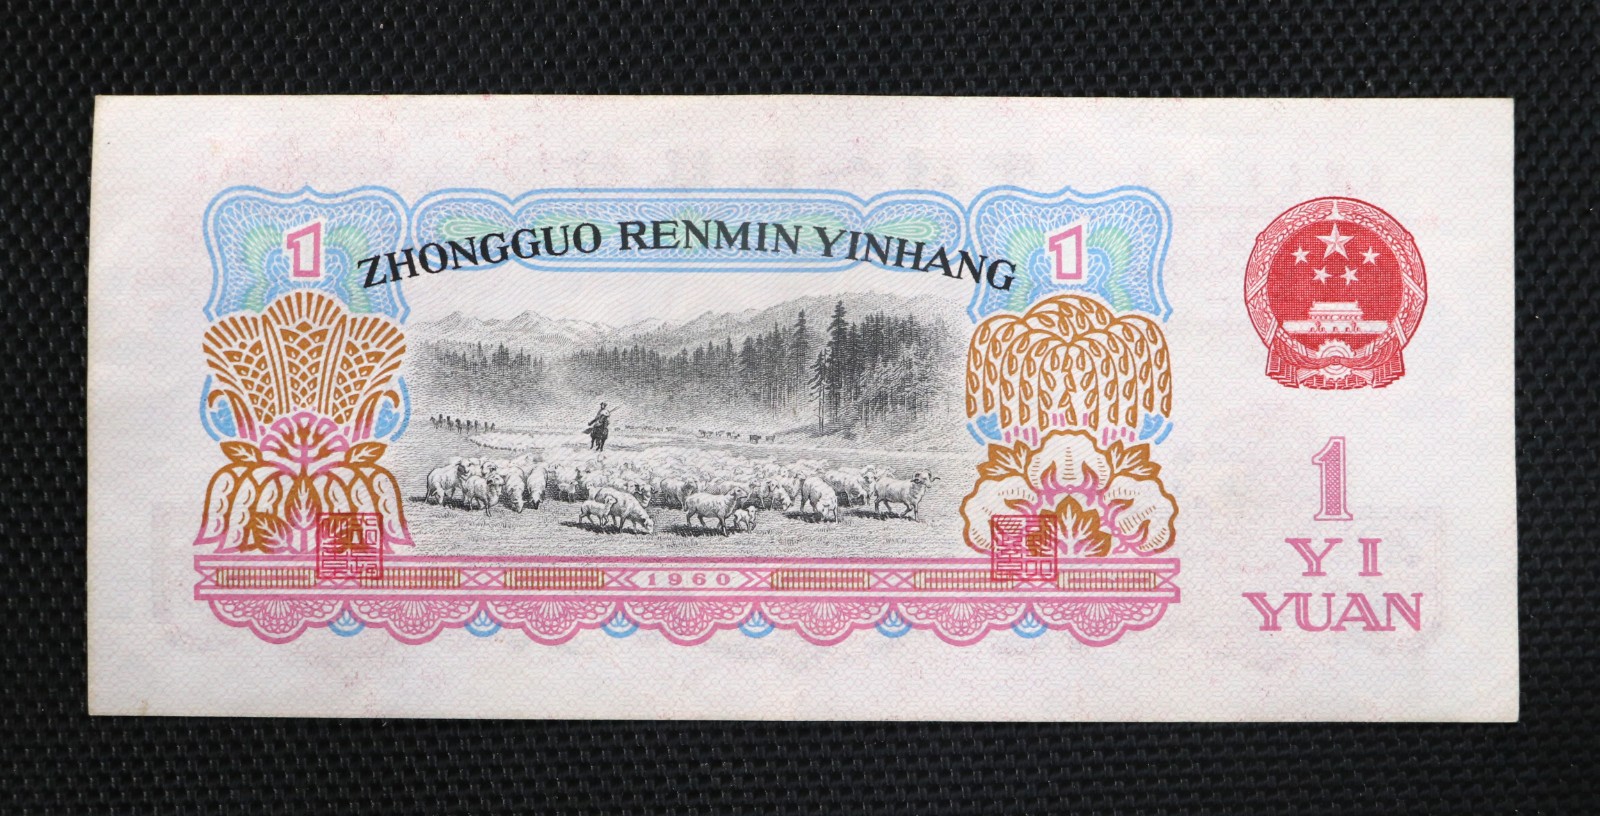 1
1
ZHONGGUO RENMIN YINHANG
1960
1
YI
YUAN